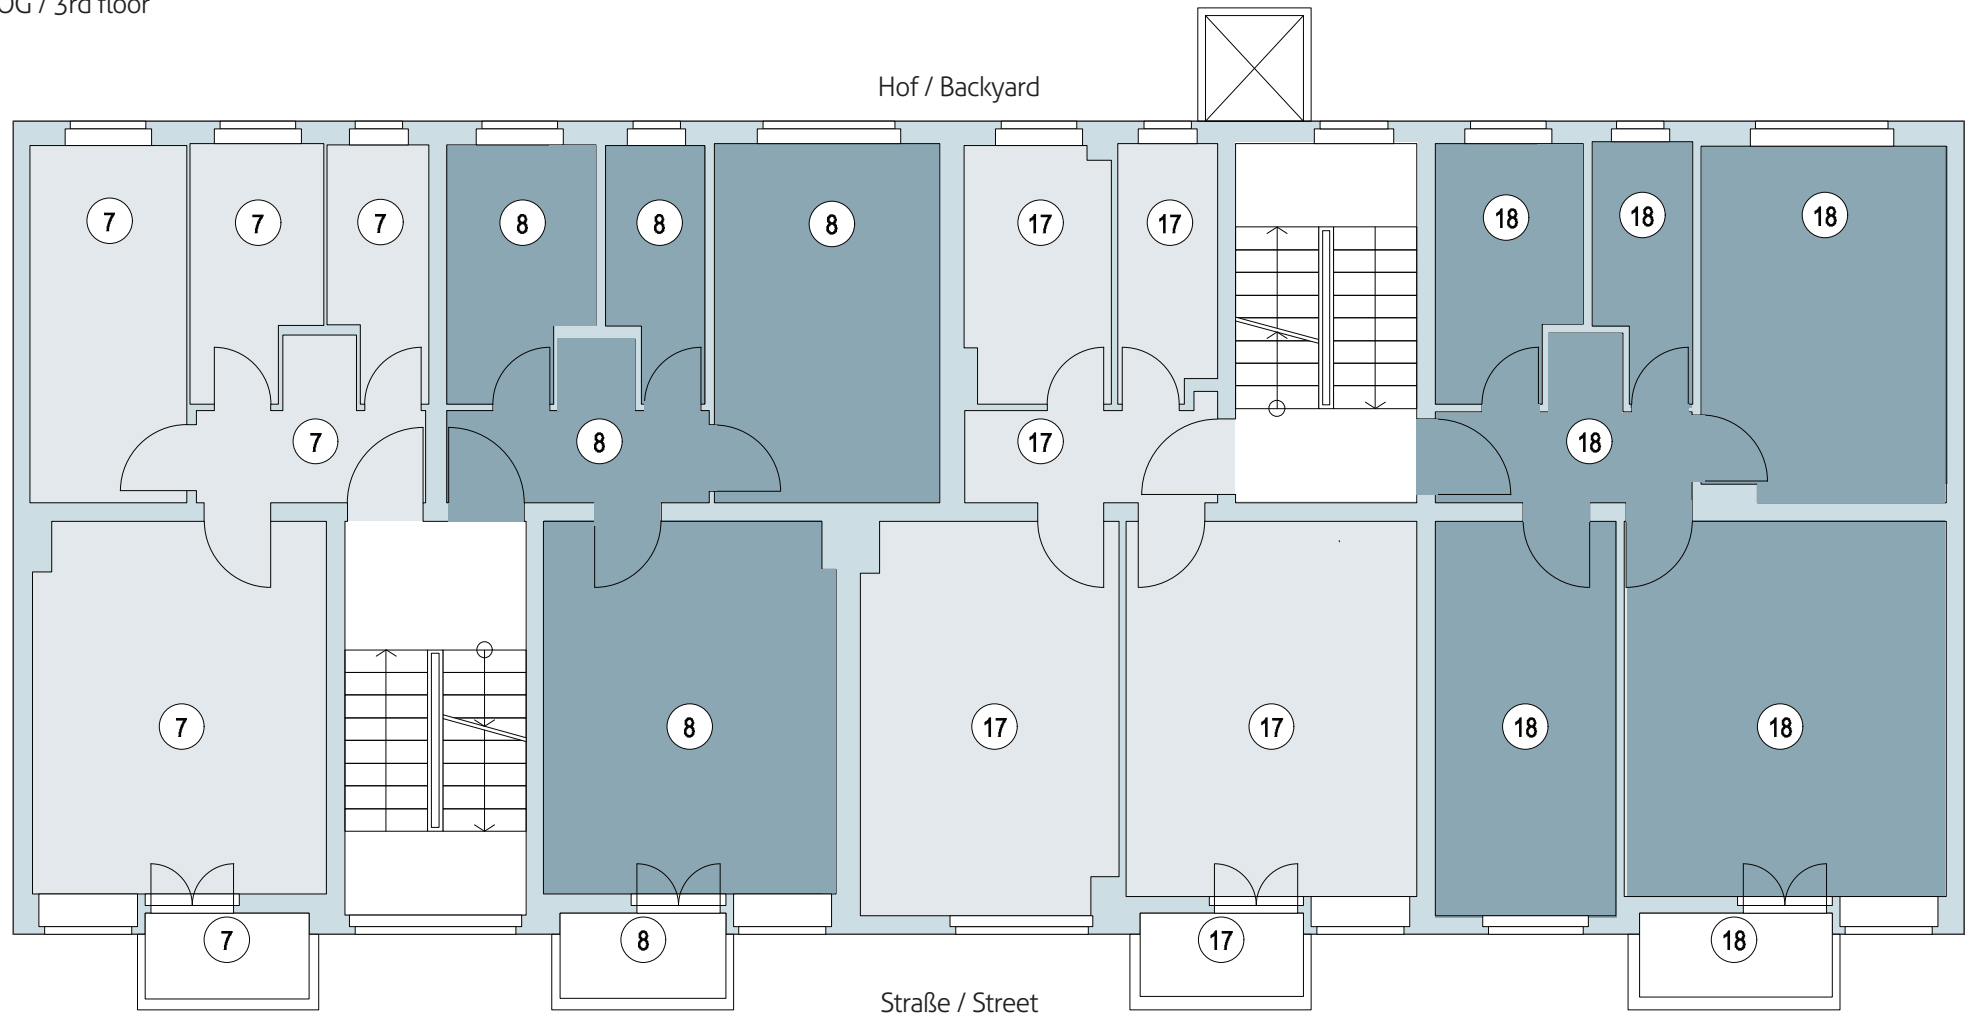 OG / 3rd floor
Hof / Backyard
7 7 7 8 8 8 17 17 18 18 18
7 8 17 18
7 8 17 17 18 18
7 8 17 18
Straße / Street